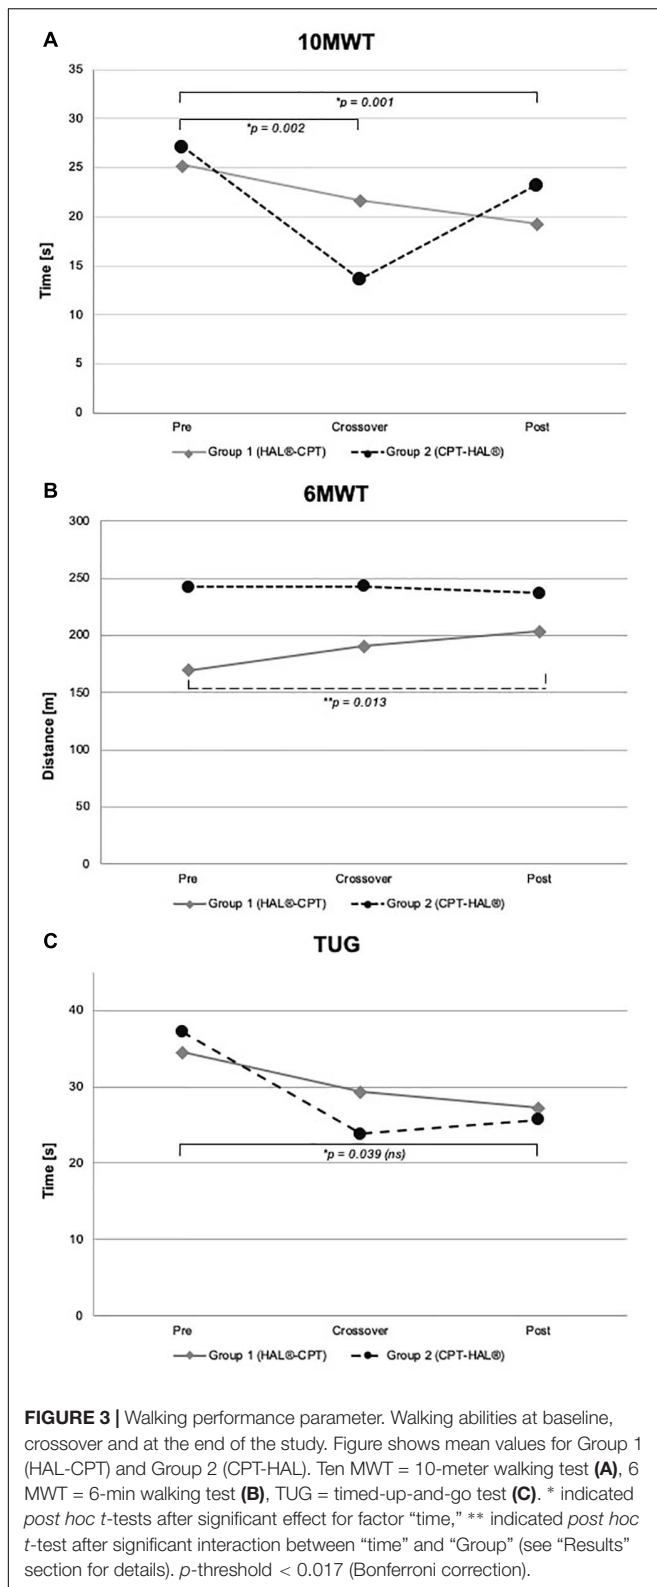 A
10MWT
35
30
25
20
15
10
5
0
Time [s]
*p = 0.001
*p = 0.002
Pre Crossover Post
Group 1 (HAL®-CPT) Group 2 (CPT-HAL®)
B
6MWT
300
250
200
150
100
50
0
Distance [m]
**p = 0.013
Pre Crossover Post
Group 1 (HAL®-CPT) Group 2 (CPT-HAL®)
C
TUG
40
30
20
10
0
Time [s]
*p = 0.039 (ns)
Pre Crossover Post
Group 1 (HAL®-CPT) Group 2 (CPT-HAL®)
FIGURE 3 | Walking performance parameter. Walking abilities at baseline,
crossover and at the end of the study. Figure shows mean values for Group 1
(HAL-CPT) and Group 2 (CPT-HAL). Ten MWT = 10-meter walking test (A), 6
MWT = 6-min walking test (B), TUG = timed-up-and-go test (C). * indicated
post hoc t-tests after significant effect for factor “time,” ** indicated post hoc
t-test after significant interaction between “time” and “Group” (see “Results”
section for details). p-threshold < 0.017 (Bonferroni correction).